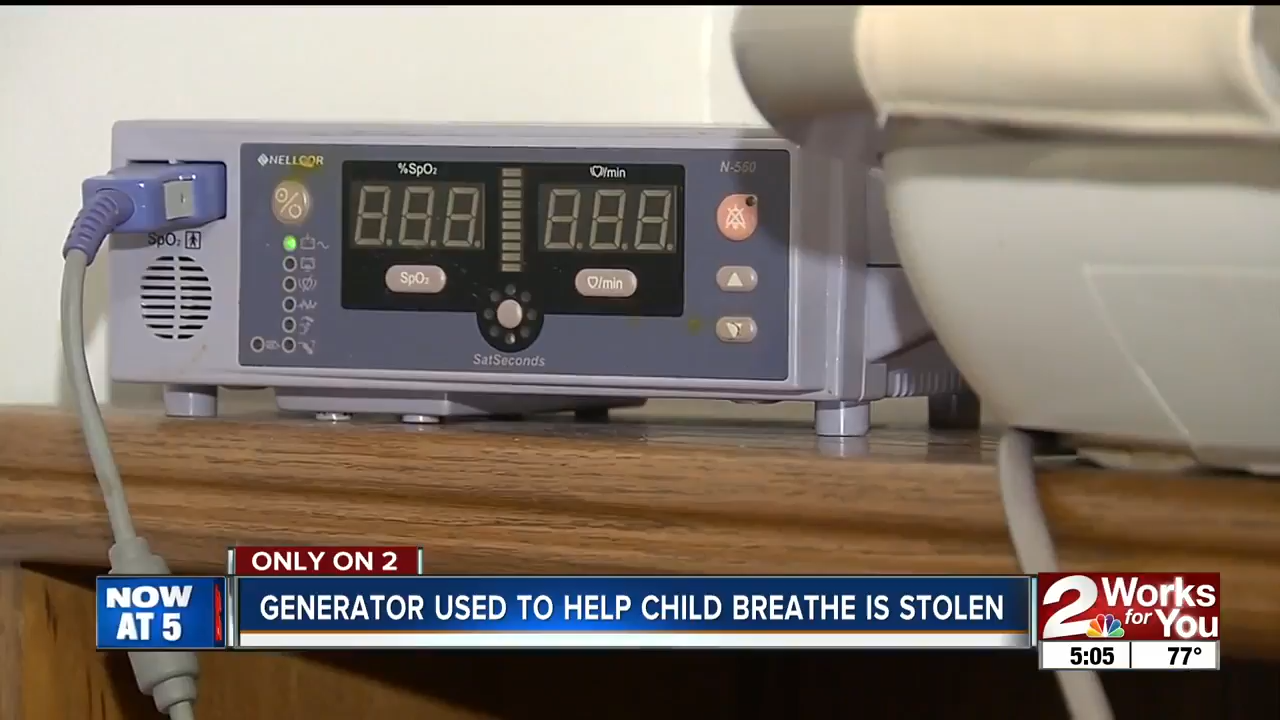 NELLCOR
%SpO₂
/min
N-560
SpO₂
SpO₂
/min
SatSeconds
ONLY ON 2
NOW
AT 5
GENERATOR USED TO HELP CHILD BREATHE IS STOLEN
2 Works
for You
5:05
77°